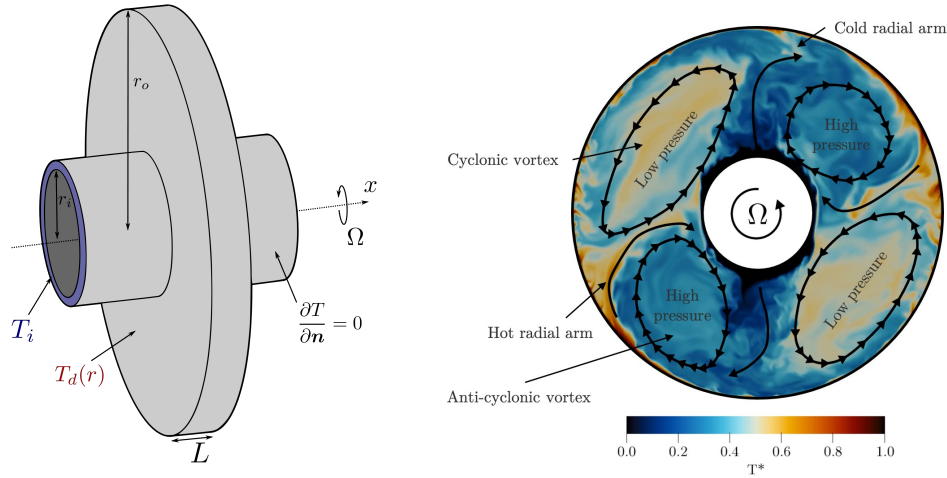 r_o
r_i
x
Ω
T_i
∂T/∂n = 0
T_d(r)
L
Cold radial arm
High
pressure
Cyclonic vortex
Low pressure
Ω
Low pressure
High
pressure
Hot radial arm
Anti-cyclonic vortex
0.0 0.2 0.4 0.6 0.8 1.0
T*